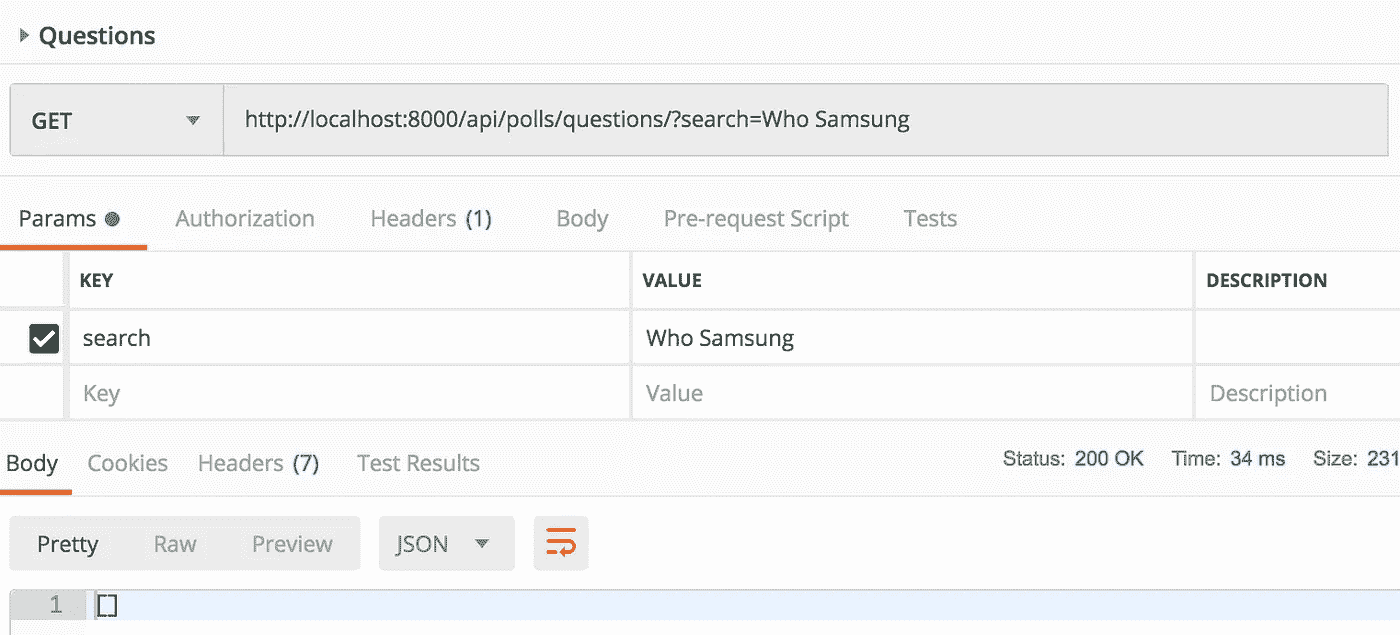 Questions
GET http://localhost:8000/api/polls/questions/?search=Who Samsung
Params Authorization Headers (1) Body Pre-request Script Tests
KEY VALUE DESCRIPTION
search Who Samsung
Key Value Description
Body Cookies Headers (7) Test Results Status: 200 OK Time: 34 ms Size: 231
Pretty Raw Preview JSON
1 []